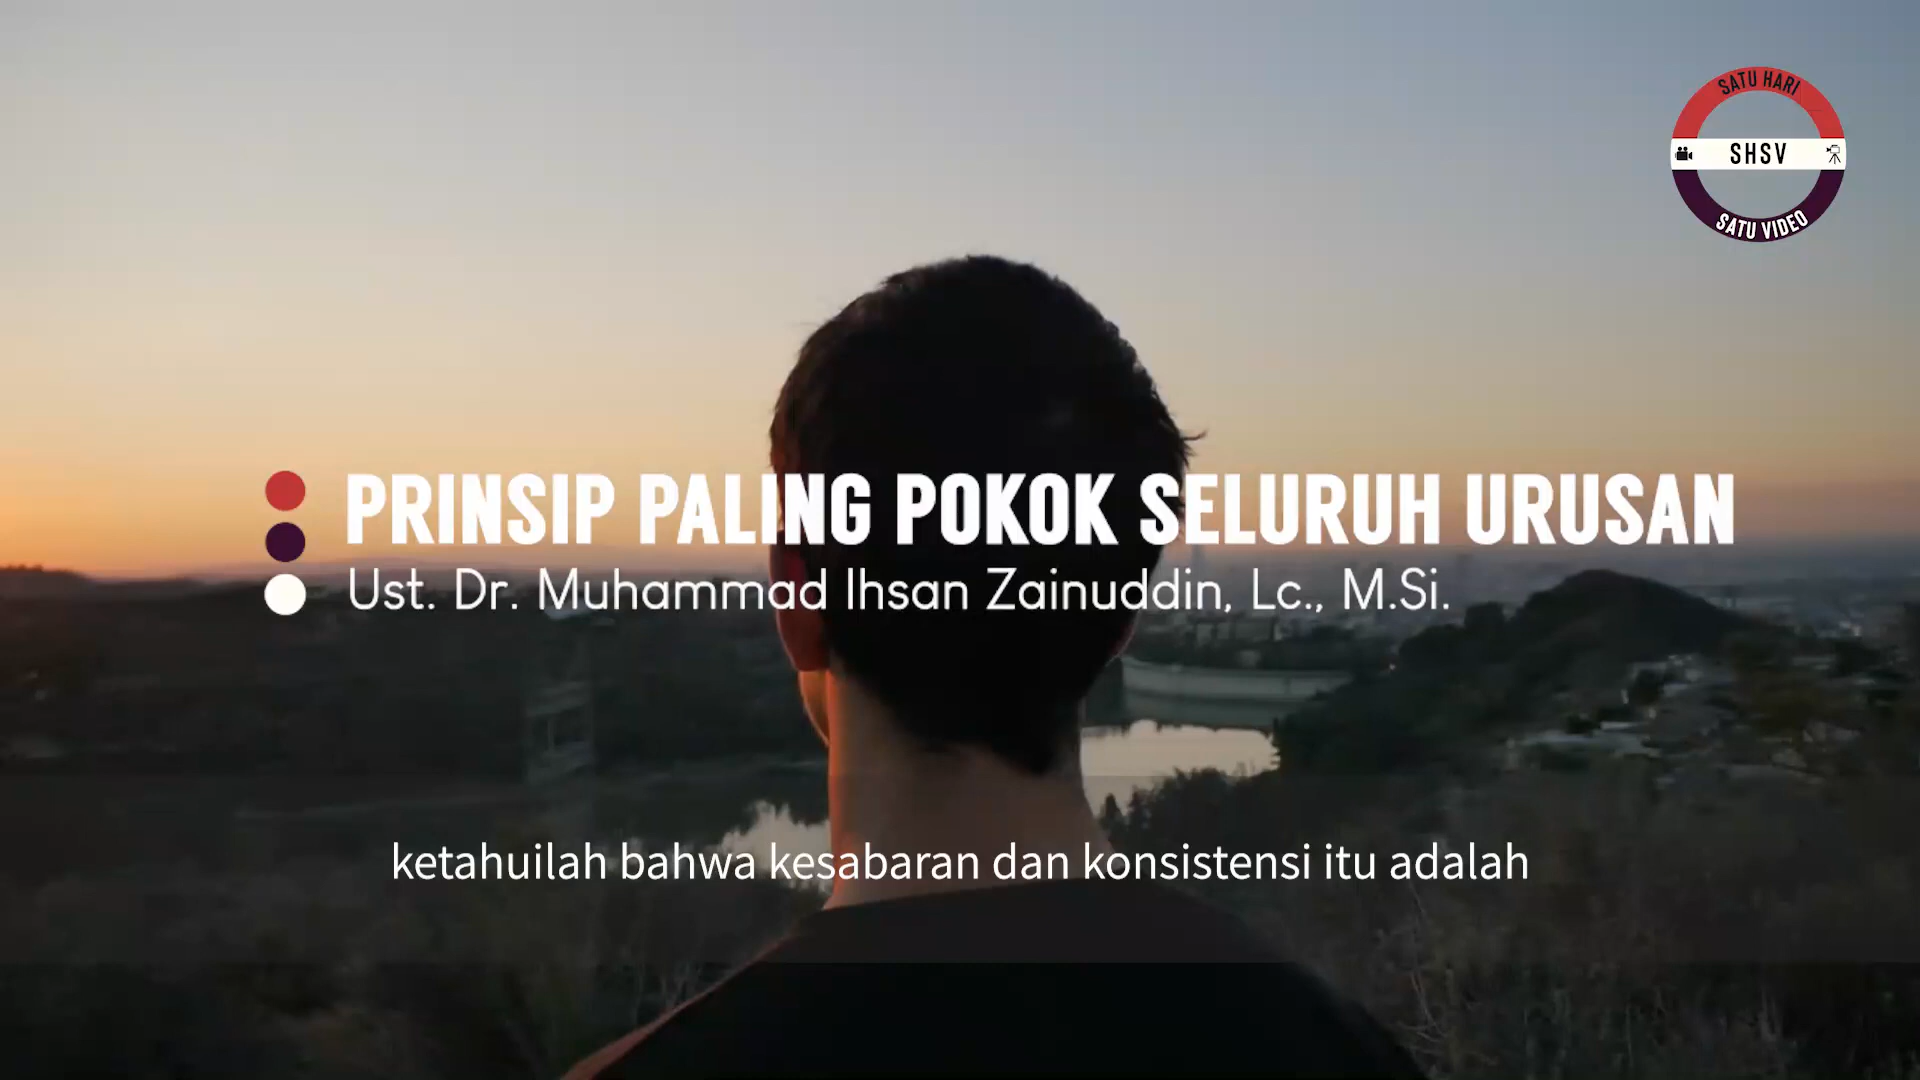 SATU HARI
SHSV
SATU VIDEO
PRINSIP PALING POKOK SELURUH URUSAN
Ust. Dr. Muhammad Ihsan Zainuddin, Lc., M.Si.
ketahuilah bahwa kesabaran dan konsistensi itu adalah